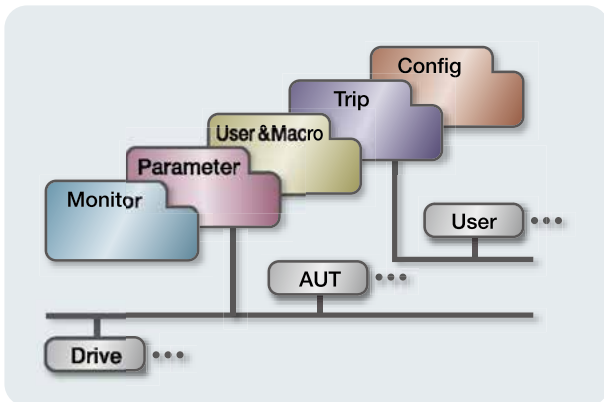 Config
Trip
User & Macro
Parameter
Monitor
User •••
AUT •••
Drive •••